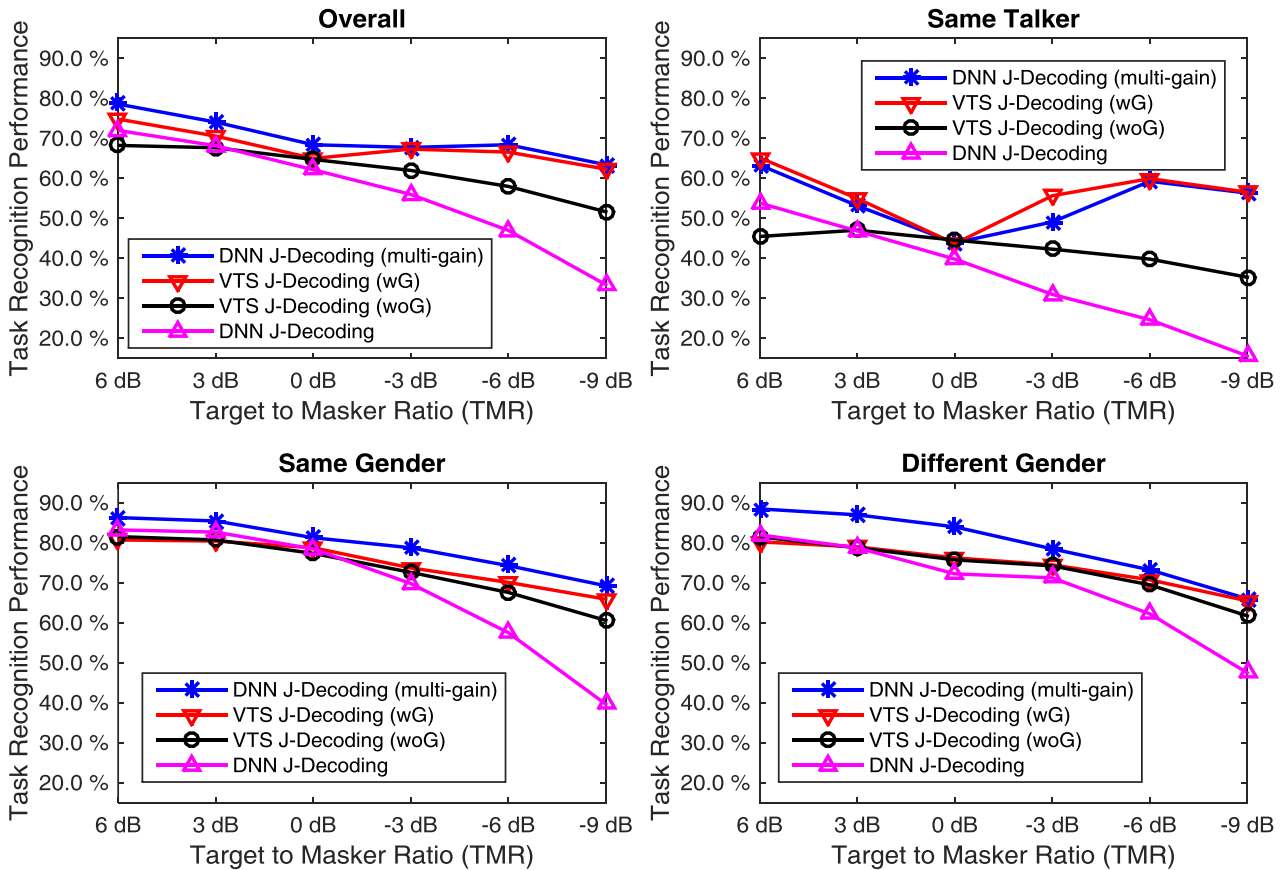 Overall
Task Recognition Performance
90.0 %
80.0 %
70.0 %
60.0 %
50.0 %
40.0 %
30.0 %
20.0 %
DNN J-Decoding (multi-gain)
VTS J-Decoding (wG)
VTS J-Decoding (woG)
DNN J-Decoding
6 dB 3 dB 0 dB -3 dB -6 dB -9 dB
Target to Masker Ratio (TMR)
Same Talker
Task Recognition Performance
90.0 %
80.0 %
70.0 %
60.0 %
50.0 %
40.0 %
30.0 %
20.0 %
DNN J-Decoding (multi-gain)
VTS J-Decoding (wG)
VTS J-Decoding (woG)
DNN J-Decoding
6 dB 3 dB 0 dB -3 dB -6 dB -9 dB
Target to Masker Ratio (TMR)
Same Gender
Task Recognition Performance
90.0 %
80.0 %
70.0 %
60.0 %
50.0 %
40.0 %
30.0 %
20.0 %
DNN J-Decoding (multi-gain)
VTS J-Decoding (wG)
VTS J-Decoding (woG)
DNN J-Decoding
6 dB 3 dB 0 dB -3 dB -6 dB -9 dB
Target to Masker Ratio (TMR)
Different Gender
Task Recognition Performance
90.0 %
80.0 %
70.0 %
60.0 %
50.0 %
40.0 %
30.0 %
20.0 %
DNN J-Decoding (multi-gain)
VTS J-Decoding (wG)
VTS J-Decoding (woG)
DNN J-Decoding
6 dB 3 dB 0 dB -3 dB -6 dB -9 dB
Target to Masker Ratio (TMR)